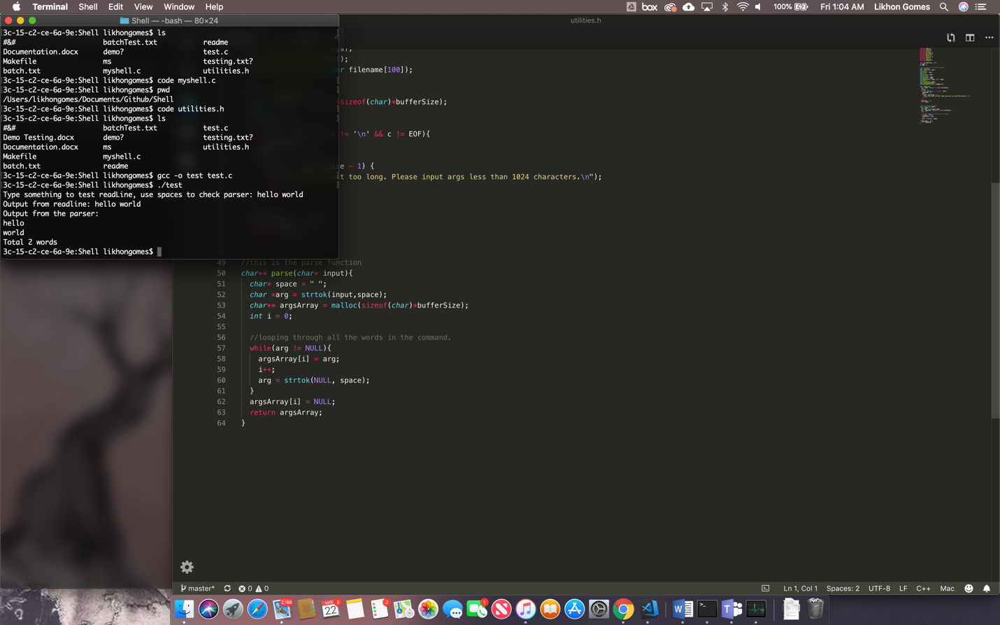 Terminal Shell Edit View Window Help box 100% Fri 1:04 AM Likhon Gomes
Shell — -bash — 80×24
[3c-15-c2-ce-6a-9e:Shell likhongomes$ ls ]
#&# batchTest.txt readme
Documentation.docx demo? test.c
Makefile ms testing.txt?
batch.txt myshell.c utilities.h
[3c-15-c2-ce-6a-9e:Shell likhongomes$ code myshell.c ]
[3c-15-c2-ce-6a-9e:Shell likhongomes$ pwd ]
/Users/likhongomes/Documents/Github/Shell
[3c-15-c2-ce-6a-9e:Shell likhongomes$ code utilities.h ]
[3c-15-c2-ce-6a-9e:Shell likhongomes$ ls ]
#&# batchTest.txt test.c
Demo Testing.docx demo? testing.txt?
Documentation.docx ms utilities.h
Makefile myshell.c
batch.txt readme
[3c-15-c2-ce-6a-9e:Shell likhongomes$ gcc -o test test.c ]
[3c-15-c2-ce-6a-9e:Shell likhongomes$ ./test ]
Type something to test readLine, use spaces to check parser: hello world
Output from readline: hello world
Output from the parser:
hello
world
Total 2 words
3c-15-c2-ce-6a-9e:Shell likhongomes$
utilities.h
);
);
filename[100]);
sizeof(char)*bufferSize);
!= '\n' && c != EOF){
- 1) {
t too long. Please input args less than 1024 characters.\n");
49 //this is the parse function
50 char** parse(char* input){
51 char* space = " ";
52 char *arg = strtok(input,space);
53 char** argsArray = malloc(sizeof(char)*bufferSize);
54 int i = 0;
55
56 //looping through all the words in the command.
57 while(arg != NULL){
58 argsArray[i] = arg;
59 i++;
60 arg = strtok(NULL, space);
61 }
62 argsArray[i] = NULL;
63 return argsArray;
64 }
master* 0 0 Ln 1, Col 1 Spaces: 2 UTF-8 LF C++ Mac
2,168 MAR 22 5 2 1